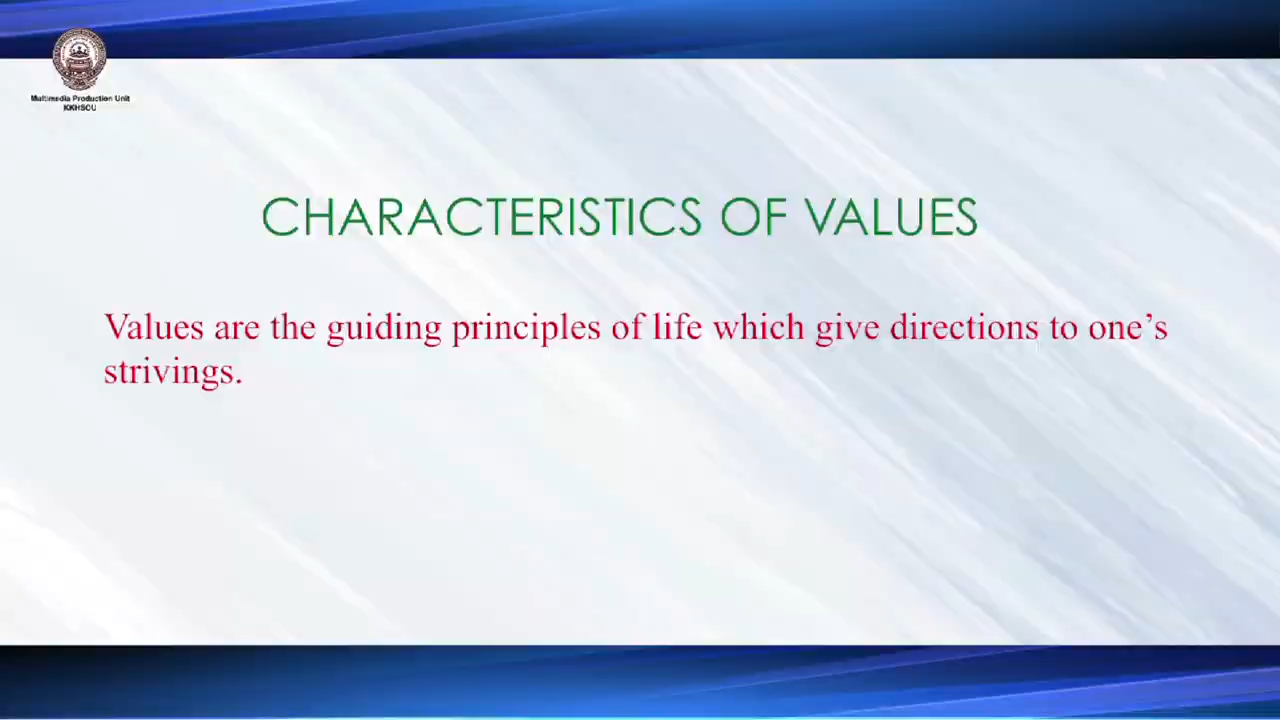 Multimedia Production Unit
KKHSOU
CHARACTERISTICS OF VALUES
Values are the guiding principles of life which give directions to one’s
strivings.